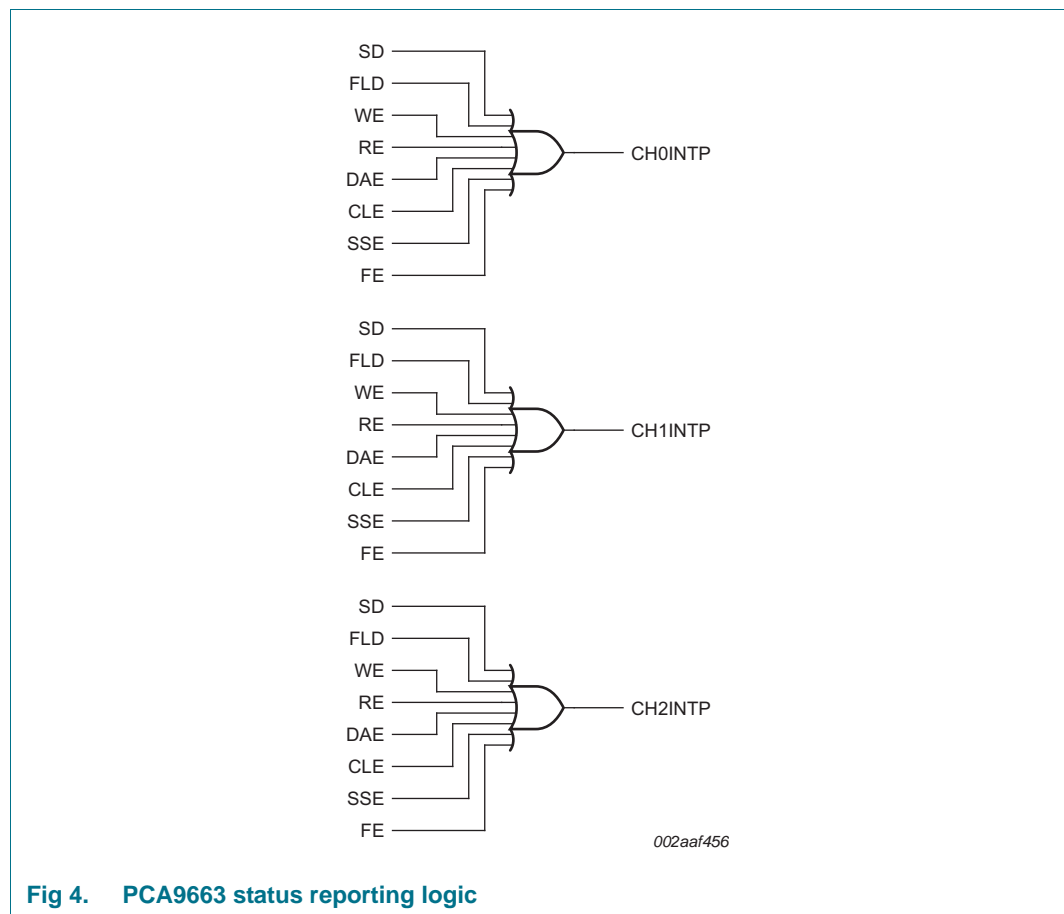 SD
FLD
WE
RE
DAE
CLE
SSE
FE
CH0INTP
SD
FLD
WE
RE
DAE
CLE
SSE
FE
CH1INTP
SD
FLD
WE
RE
DAE
CLE
SSE
FE
CH2INTP
002aaf456
Fig 4. PCA9663 status reporting logic